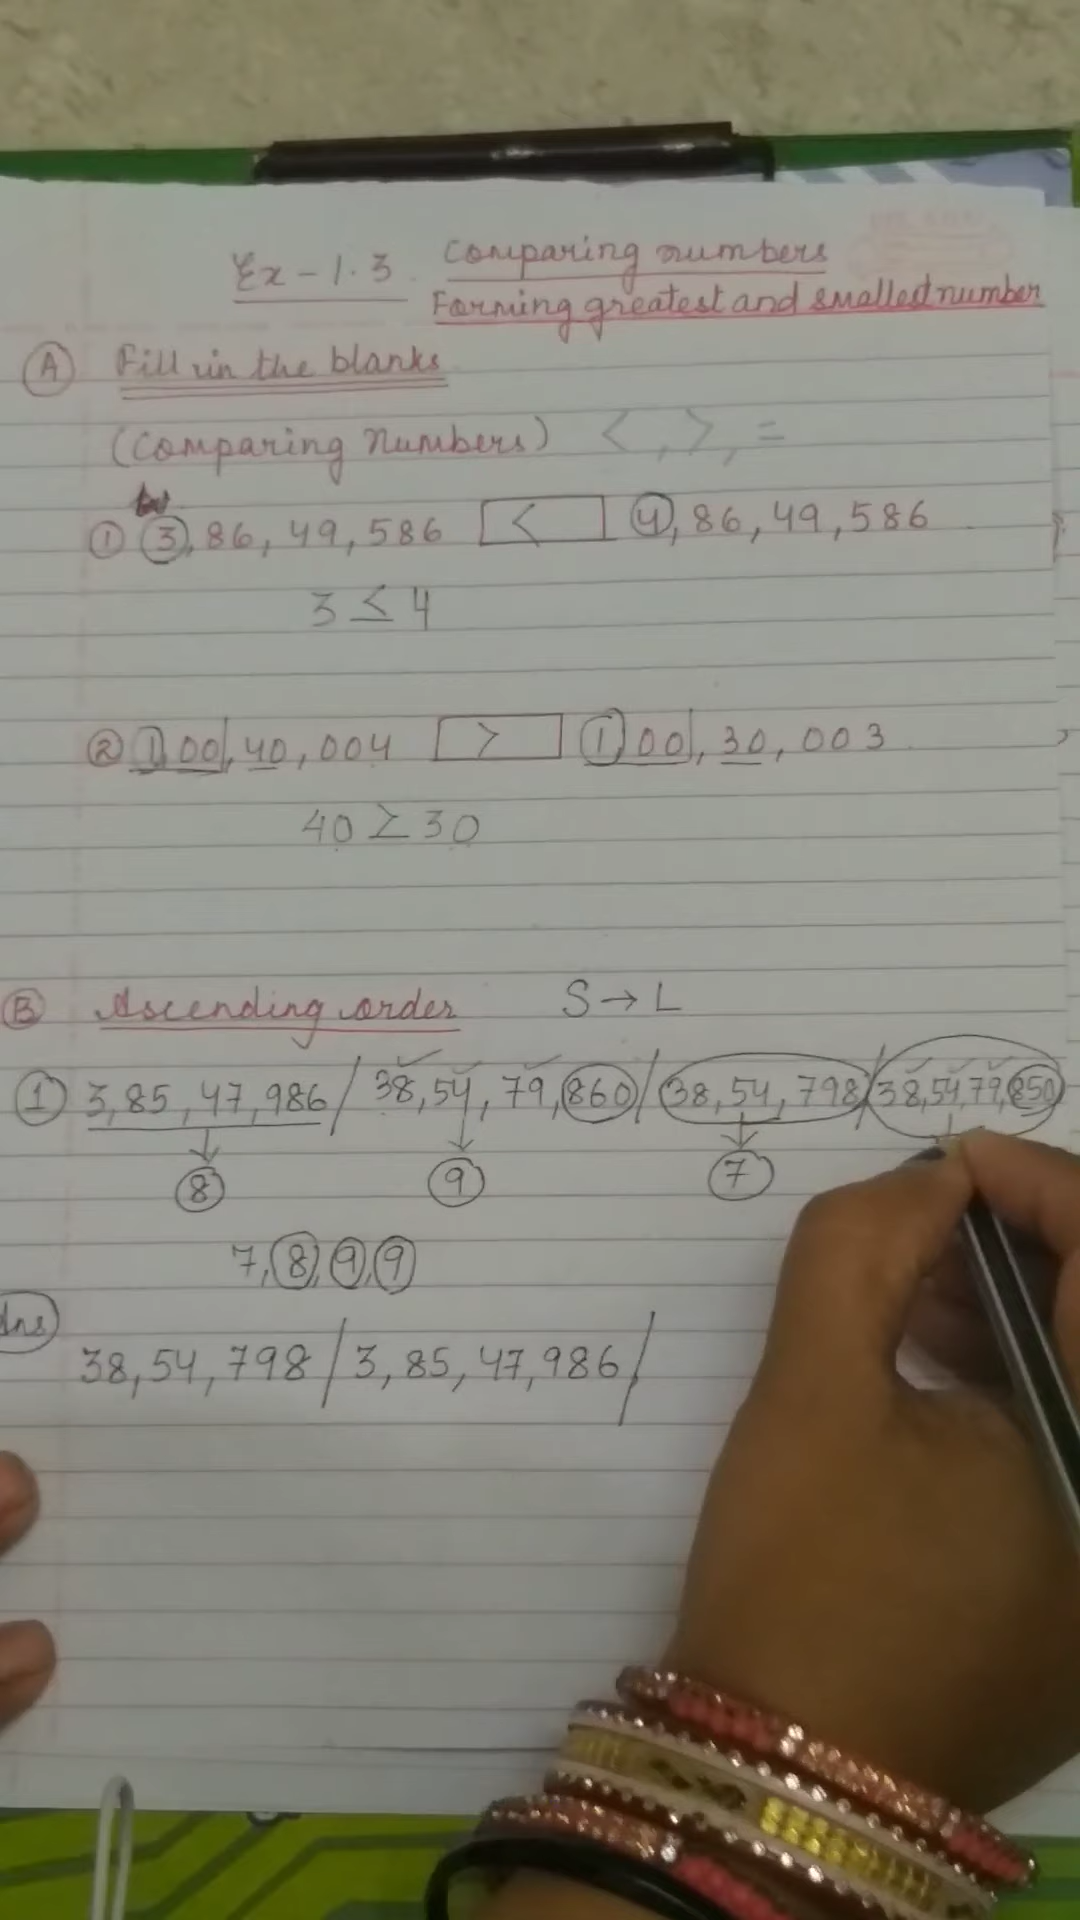 Ex - 1.3 Comparing numbers
Forming greatest and smallest number
A Fill in the blanks
(Comparing Numbers) < , > , =
1 3,86,49,586 < 4,86,49,586
3 < 4
2 1,00,40,004 > 1,00,30,003
40 > 30
B Ascending order S → L
1 3,85,47,986 / 38,54,79,860 / 38,54,798 / 38,54,79,850
8 9 7
7, 8, 9, 9
Ans
38,54,798 / 3,85,47,986 /